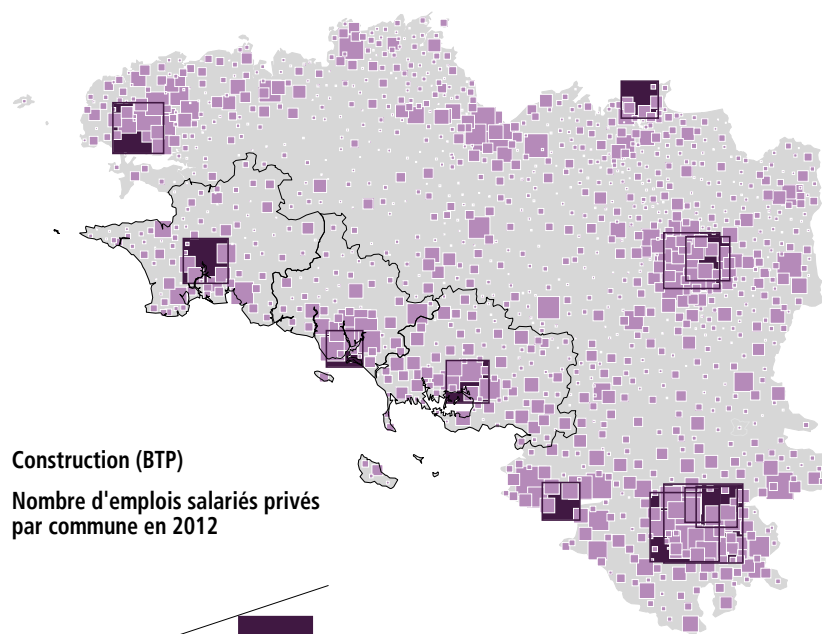 Construction (BTP)
Nombre d'emplois salariés privés
par commune en 2012